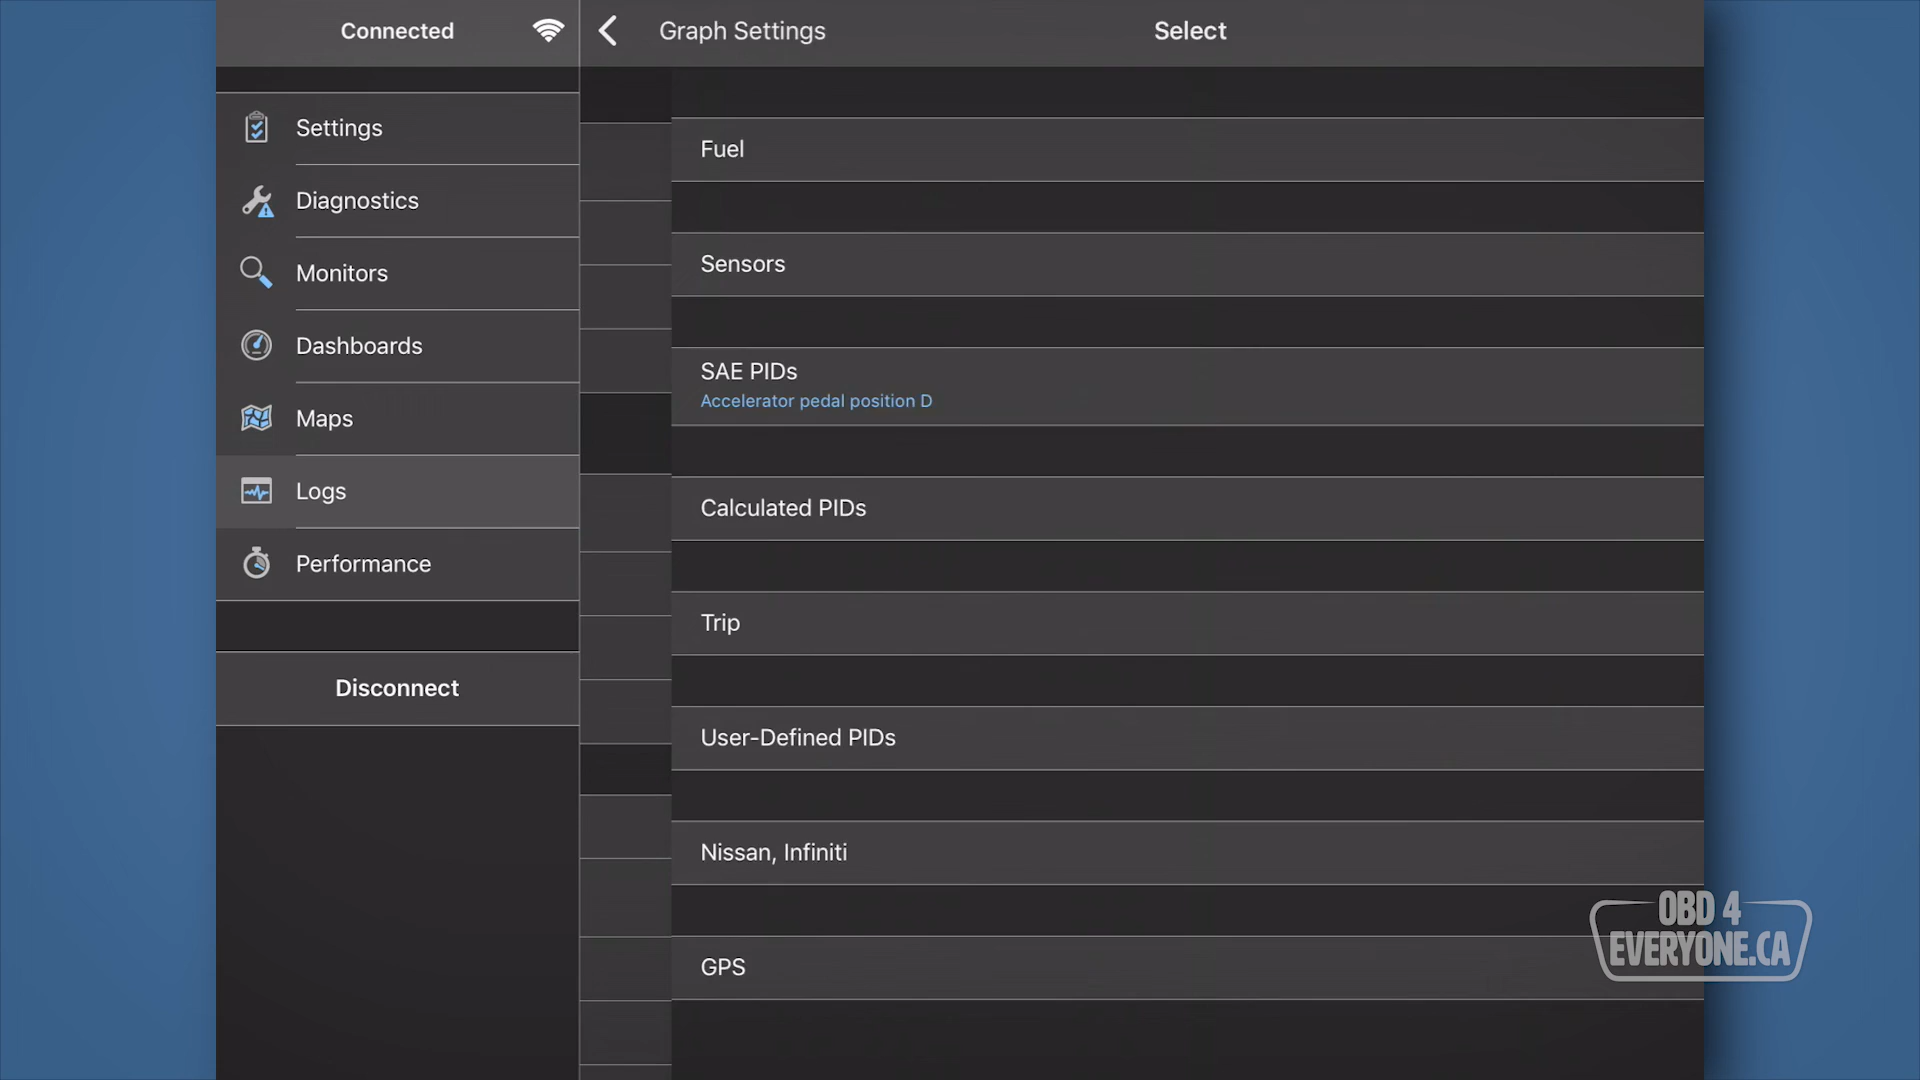 Connected
Graph Settings
Select
Settings
Diagnostics
Monitors
Dashboards
Maps
Logs
Performance
Disconnect
Fuel
Sensors
SAE PIDs
Accelerator pedal position D
Calculated PIDs
Trip
User-Defined PIDs
Nissan, Infiniti
GPS
OBD 4
EVERYONE.CA